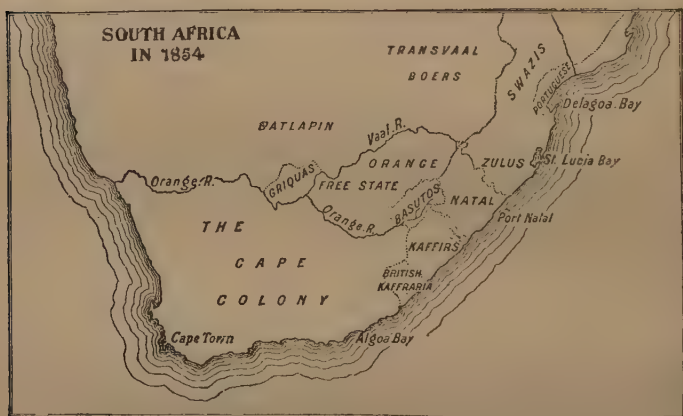 SOUTH AFRICA
IN 1854
TRANSVAAL
BOERS
SWAZIS
PORTUGUESE
Delagoa Bay
BATLAPIN
Vaal R.
ORANGE
FREE STATE
ZULUS
St. Lucia Bay
GRIQUAS
Orange R.
BASUTOS
NATAL
Port Natal
Orange R.
THE
CAPE
COLONY
KAFFIRS
BRITISH
KAFFRARIA
Cape Town
Algoa Bay